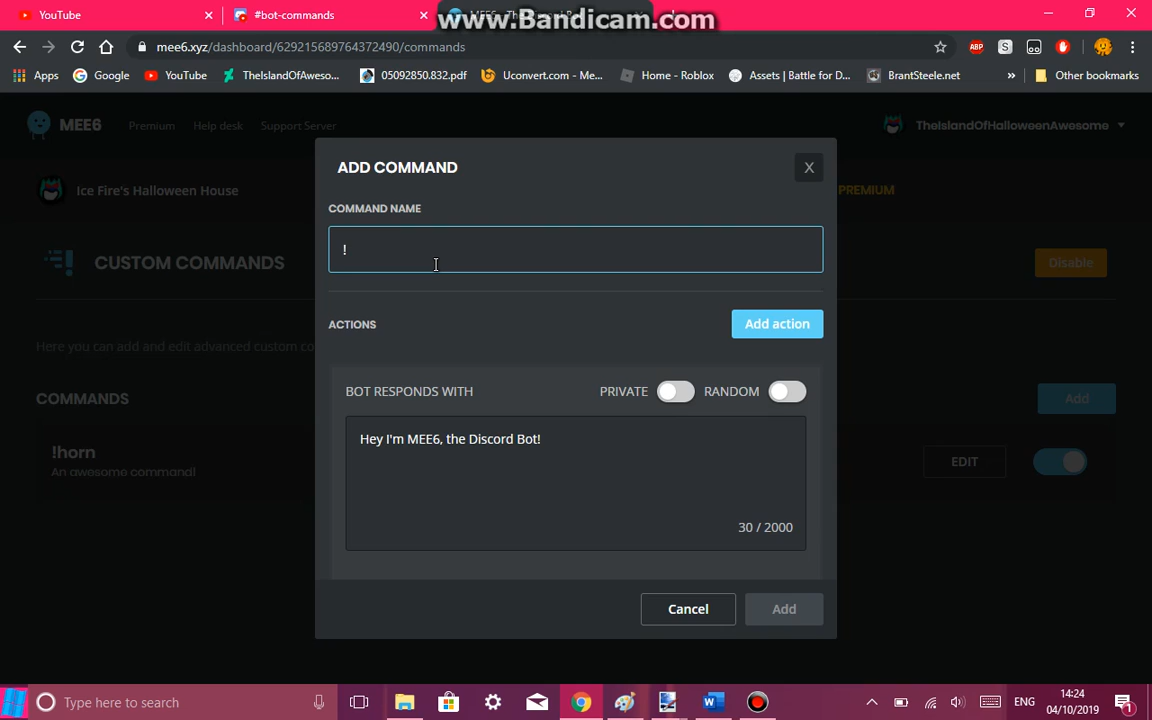 YouTube
#bot-commands
www.Bandicam.com
mee6.xyz/dashboard/629215689764372490/commands
ABP
S
Apps
Google
YouTube
TheIslandOfAweso...
05092850.832.pdf
Uconvert.com - Me...
Home - Roblox
Assets | Battle for D...
BrantSteele.net
»
Other bookmarks
MEE6
Premium
Help desk
Support Server
TheIslandOfHalloweenAwesome
ADD COMMAND
X
Ice Fire's Halloween House
PREMIUM
COMMAND NAME
!
CUSTOM COMMANDS
Disable
ACTIONS
Add action
Here you can add and edit advanced custom co
BOT RESPONDS WITH
PRIVATE
RANDOM
COMMANDS
Add
Hey I'm MEE6, the Discord Bot!
!horn
An awesome command!
EDIT
30 / 2000
Cancel
Add
Type here to search
ENG
14:24
04/10/2019
1